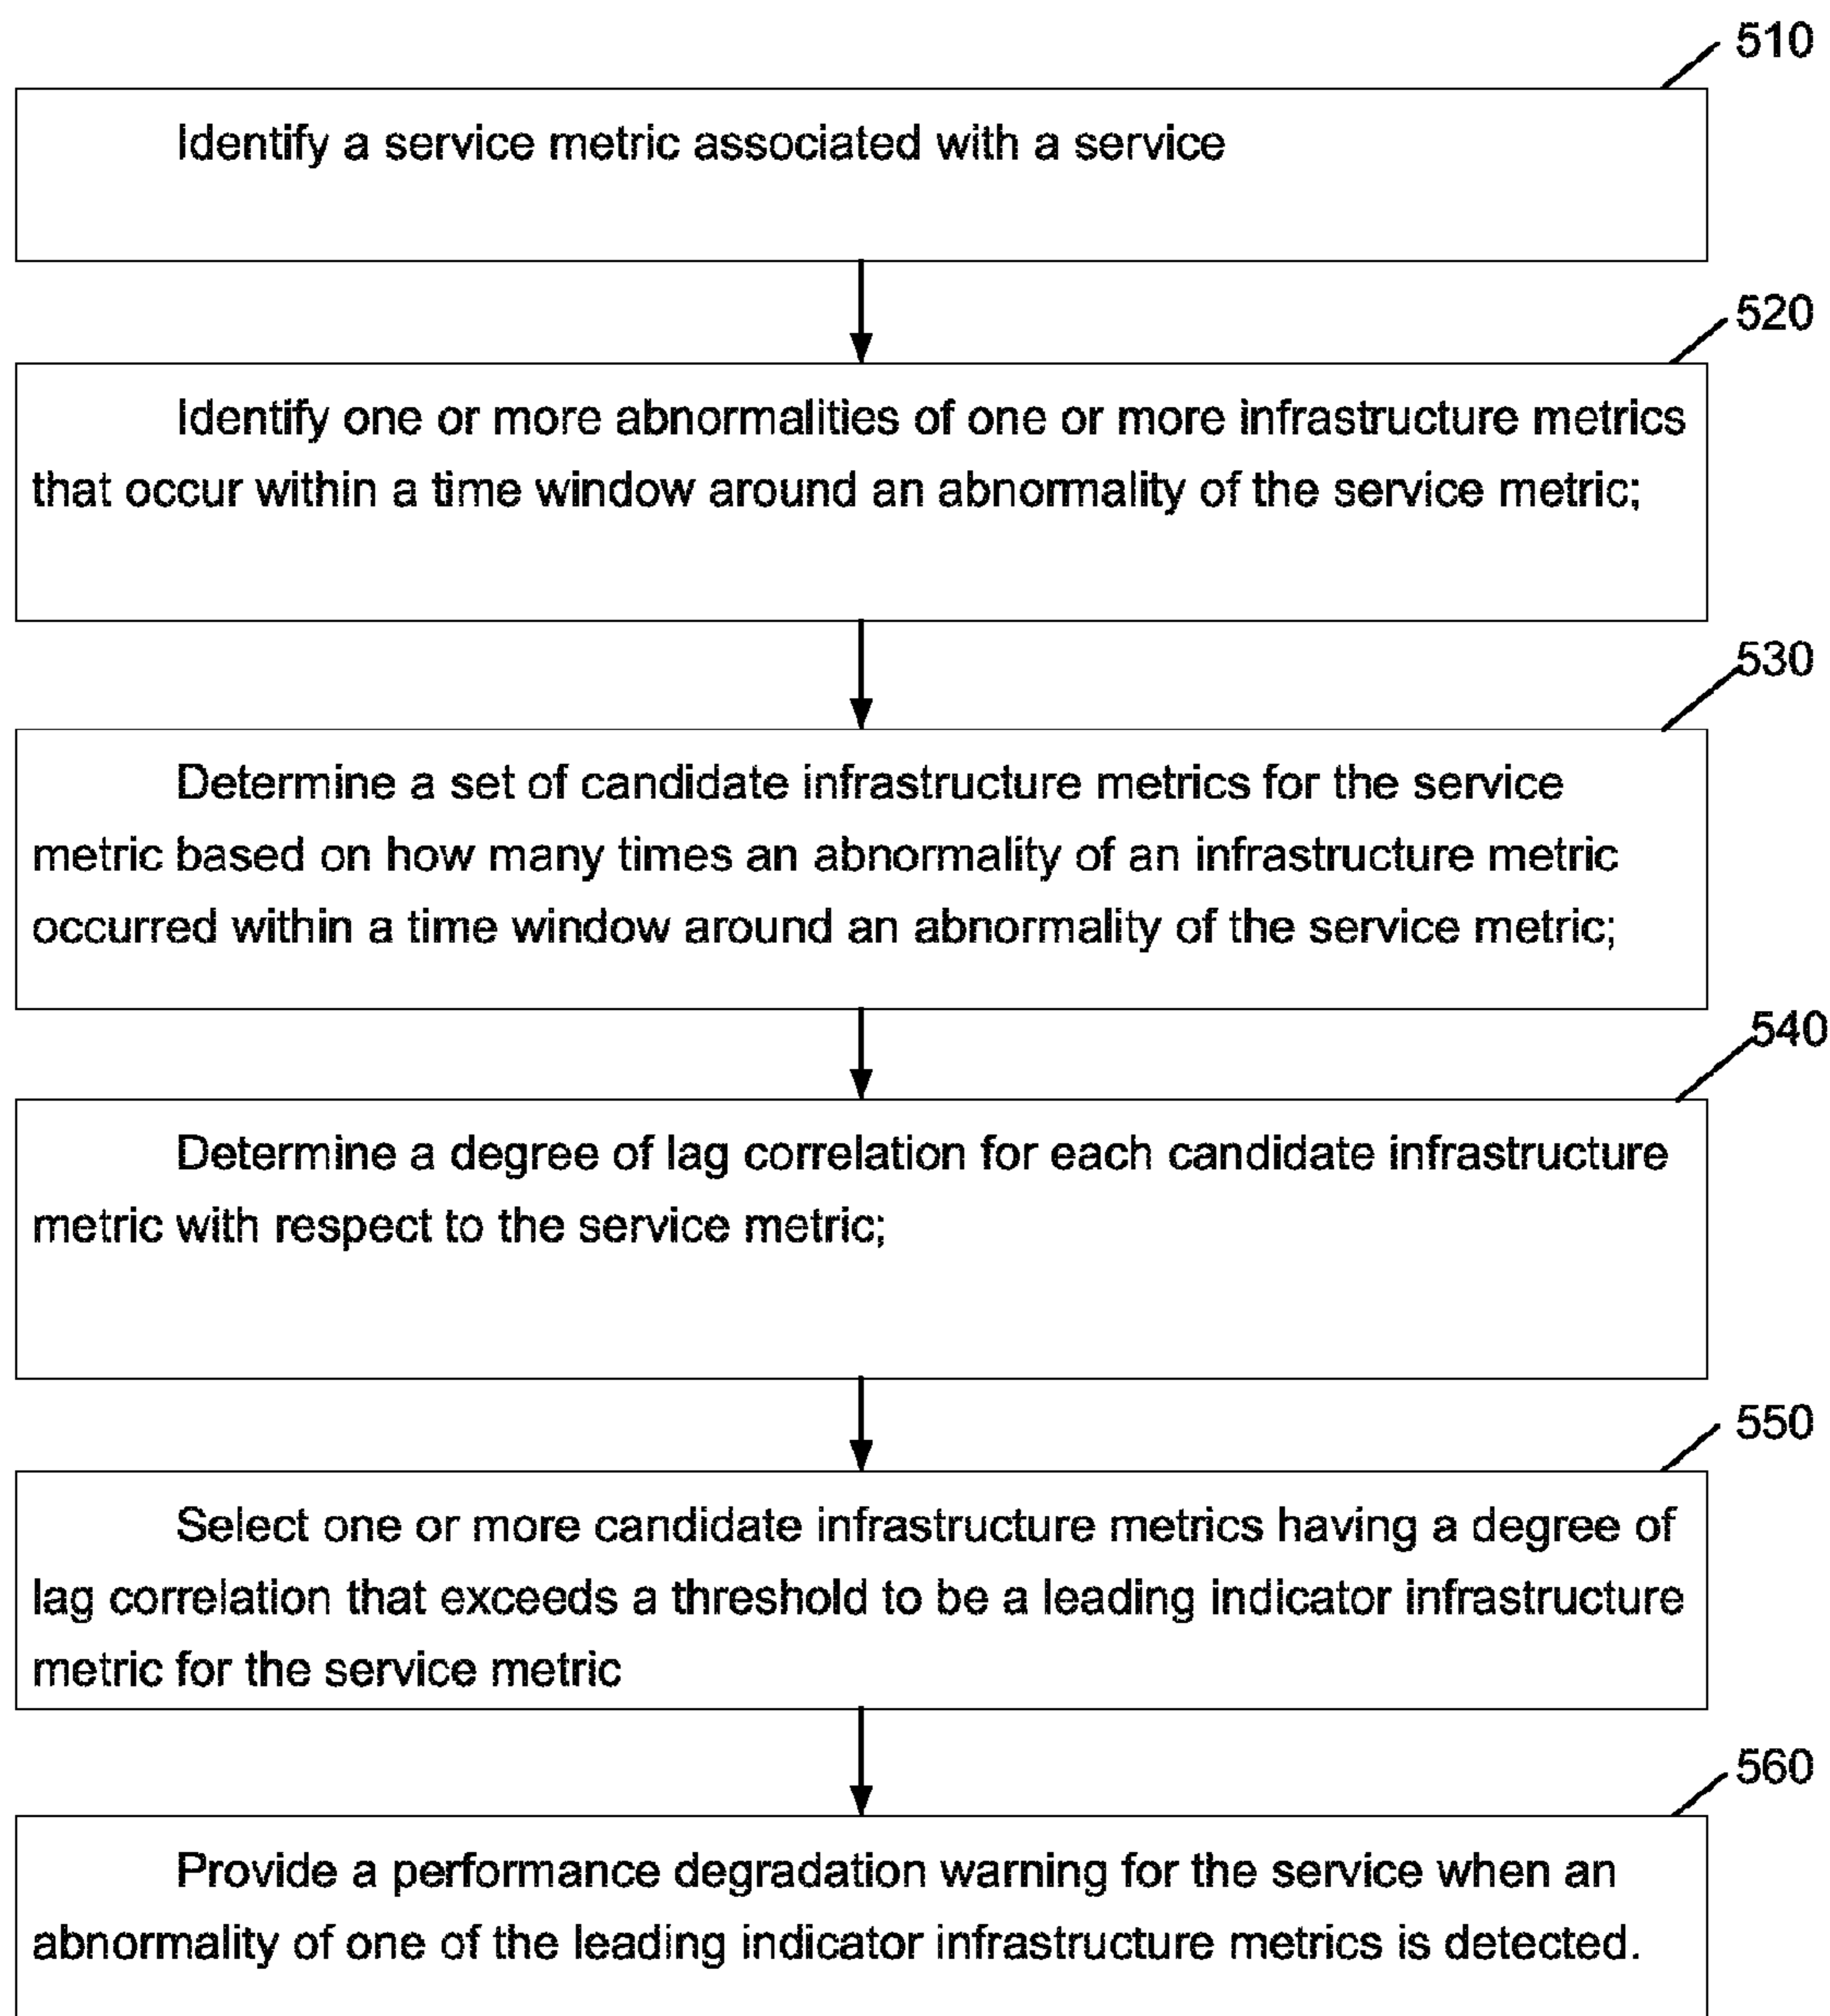 510
Identify a service metric associated with a service
520
Identify one or more abnormalities of one or more infrastructure metrics
that occur within a time window around an abnormality of the service metric;
530
Determine a set of candidate infrastructure metrics for the service
metric based on how many times an abnormality of an infrastructure metric
occurred within a time window around an abnormality of the service metric;
540
Determine a degree of lag correlation for each candidate infrastructure
metric with respect to the service metric;
550
Select one or more candidate infrastructure metrics having a degree of
lag correlation that exceeds a threshold to be a leading indicator infrastructure
metric for the service metric
560
Provide a performance degradation warning for the service when an
abnormality of one of the leading indicator infrastructure metrics is detected.